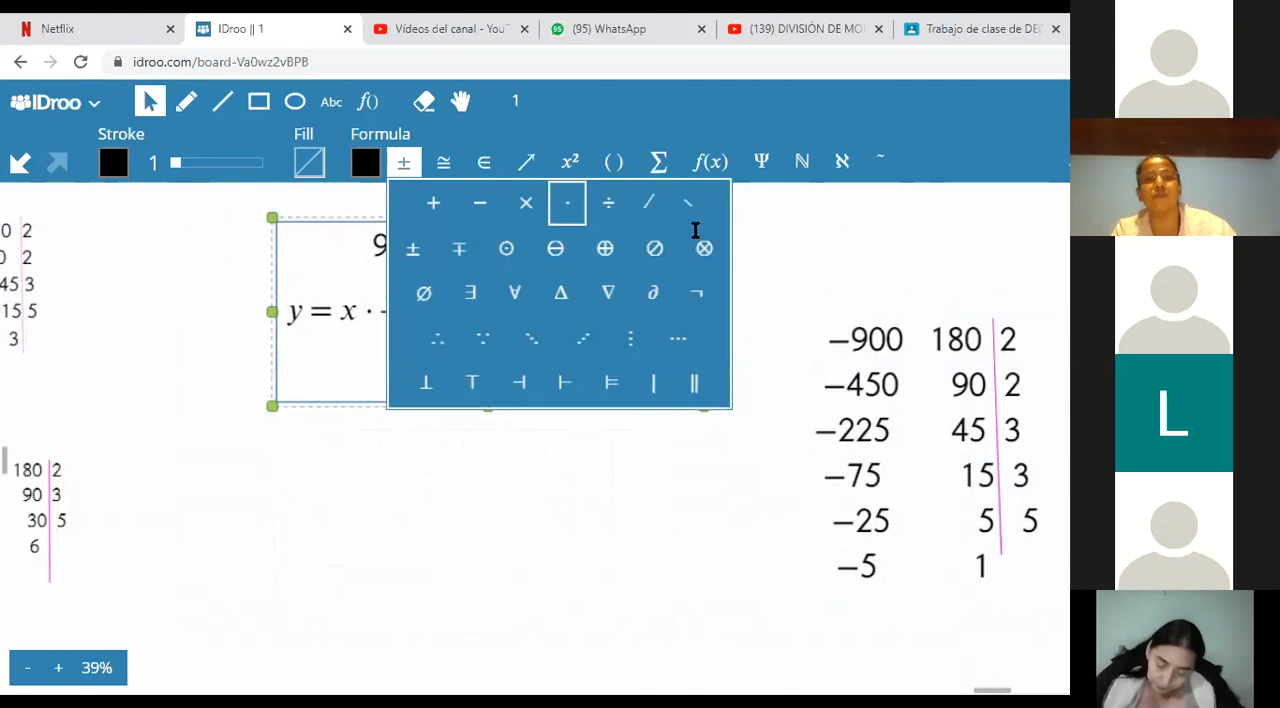 Netflix × IDroo || 1 × Vídeos del canal - You × (95) WhatsApp × (139) DIVISIÓN DE MO × Trabajo de clase de DE ×
idroo.com/board-Va0wz2vBPB
IDroo Abc f() 1
Stroke Fill Formula
1 ± ≅ ∈ x² ( ) ∑ f(x) Ψ ℕ ℵ ~
+ − × · ÷ ∕ ∖
± ∓ ⊙ ⊖ ⊕ ⊘ ⊗
∅ ∃ ∀ Δ ∇ ∂ ¬
∴ ∵ ⋱ ⋰ ⋮ ⋯
⊥ ⊤ ⊣ ⊢ ⊨ | ∥
0 2
0 2
45 3
15 5
3
9
y = x ·
180 2
90 3
30 5
6
−900 180 2
−450 90 2
−225 45 3
−75 15 3
−25 5 5
−5 1
- + 39%
L